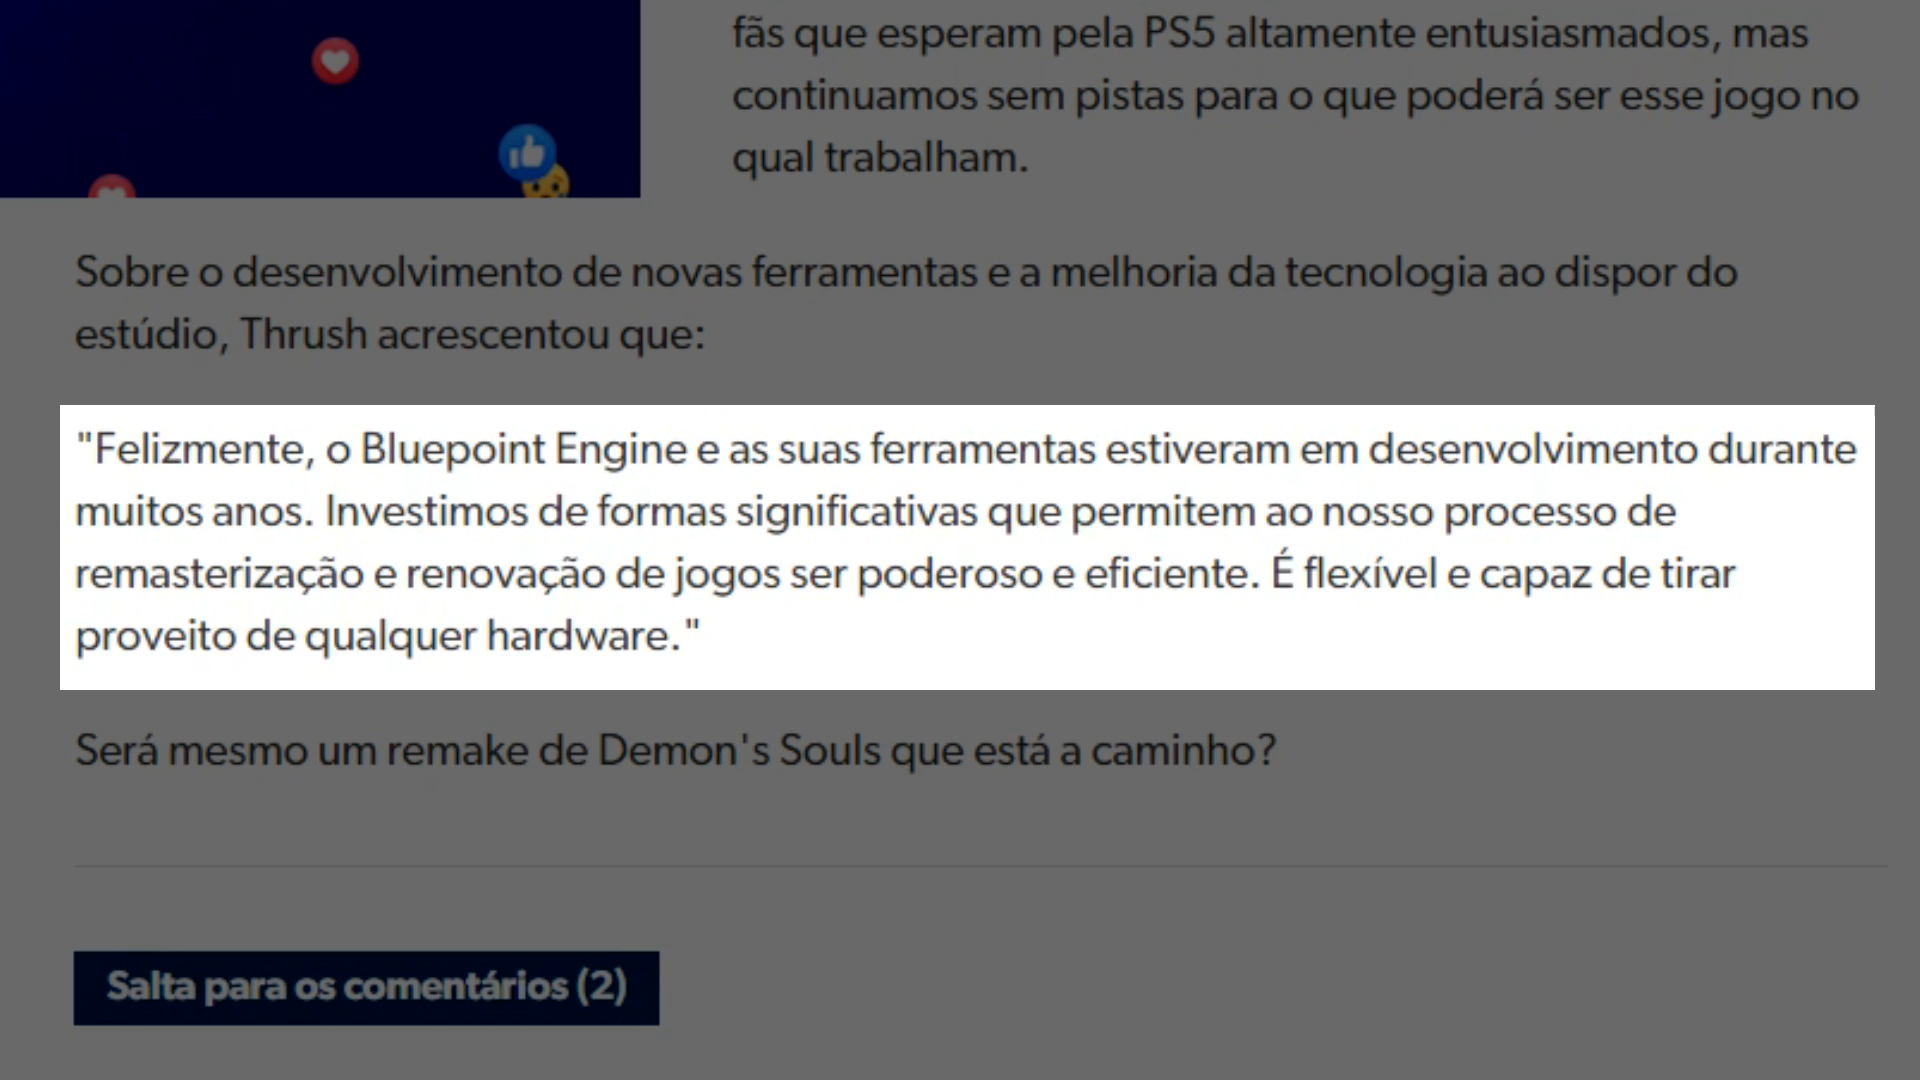 fãs que esperam pela PS5 altamente entusiasmados, mas
continuamos sem pistas para o que poderá ser esse jogo no
qual trabalham.
Sobre o desenvolvimento de novas ferramentas e a melhoria da tecnologia ao dispor do
estúdio, Thrush acrescentou que:
"Felizmente, o Bluepoint Engine e as suas ferramentas estiveram em desenvolvimento durante
muitos anos. Investimos de formas significativas que permitem ao nosso processo de
remasterização e renovação de jogos ser poderoso e eficiente. É flexível e capaz de tirar
proveito de qualquer hardware."
Será mesmo um remake de Demon's Souls que está a caminho?
Salta para os comentários (2)